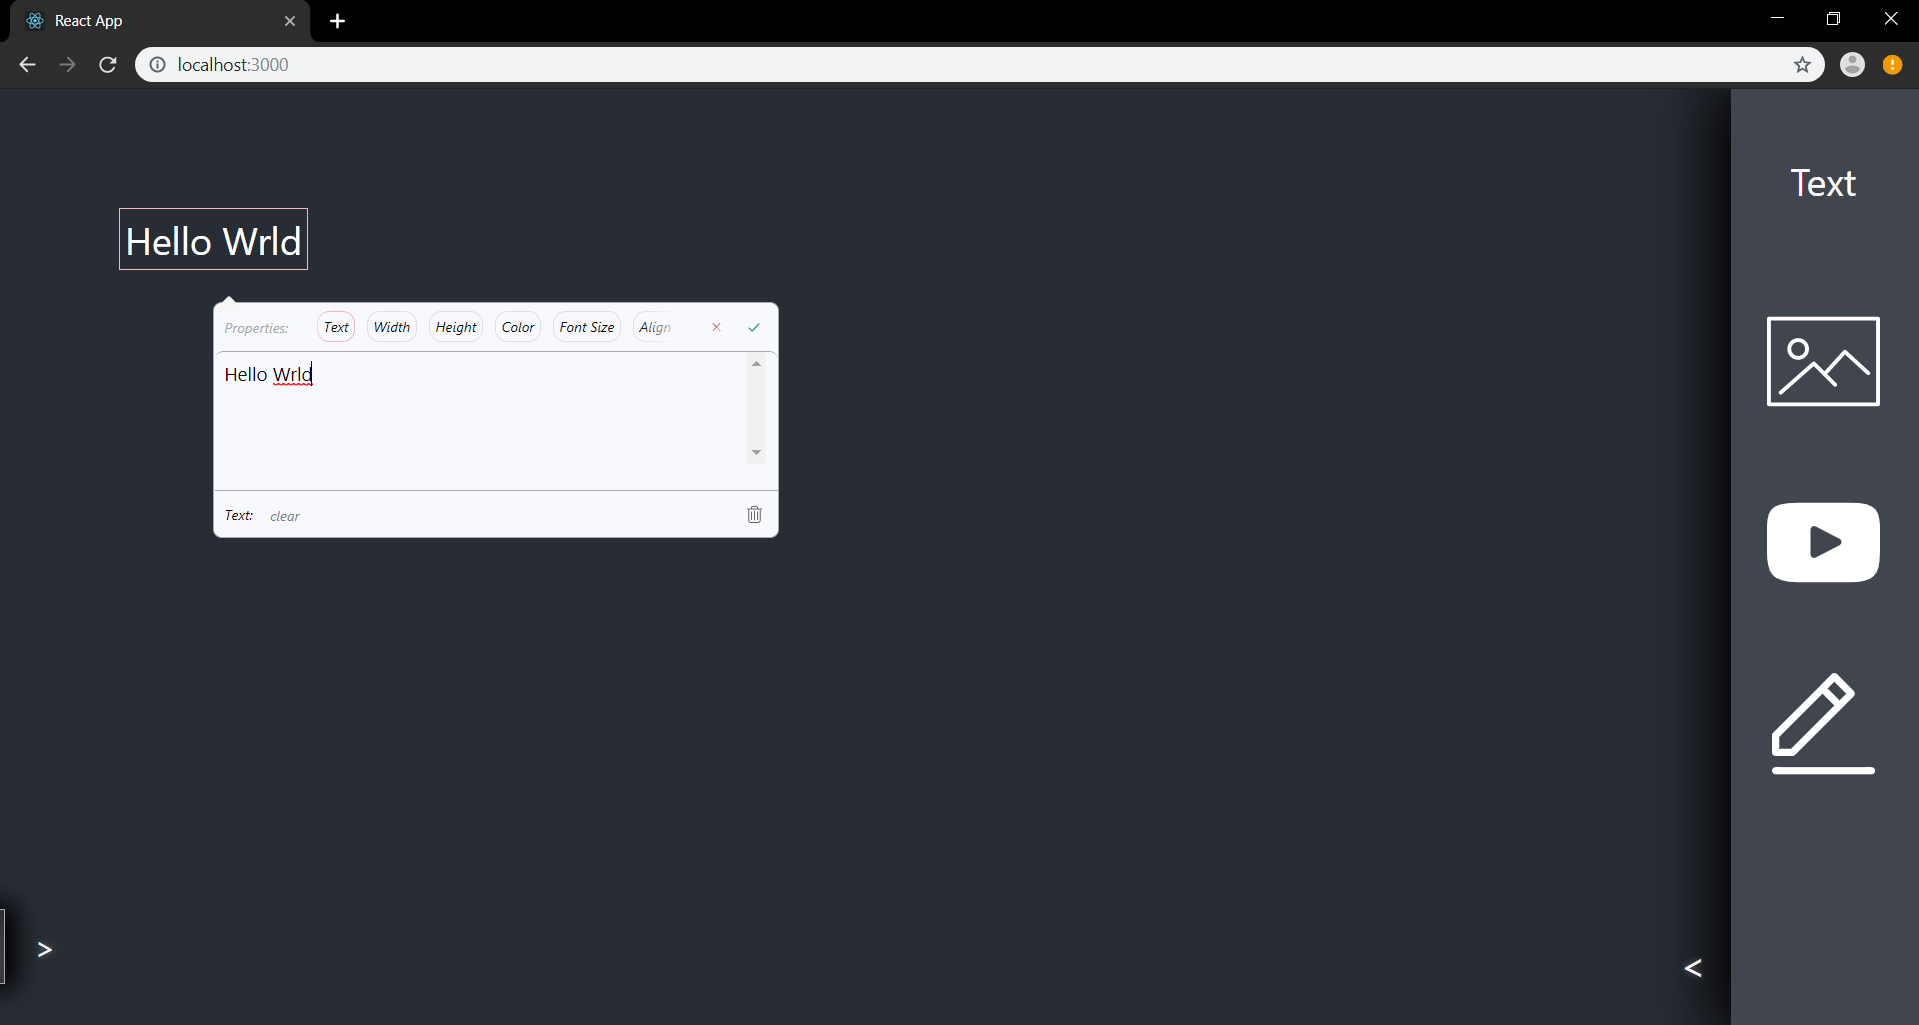 React App
localhost:3000
Text
Hello Wrld
Properties: Text Width Height Color Font Size Align
Hello Wrld
Text: clear
>
<